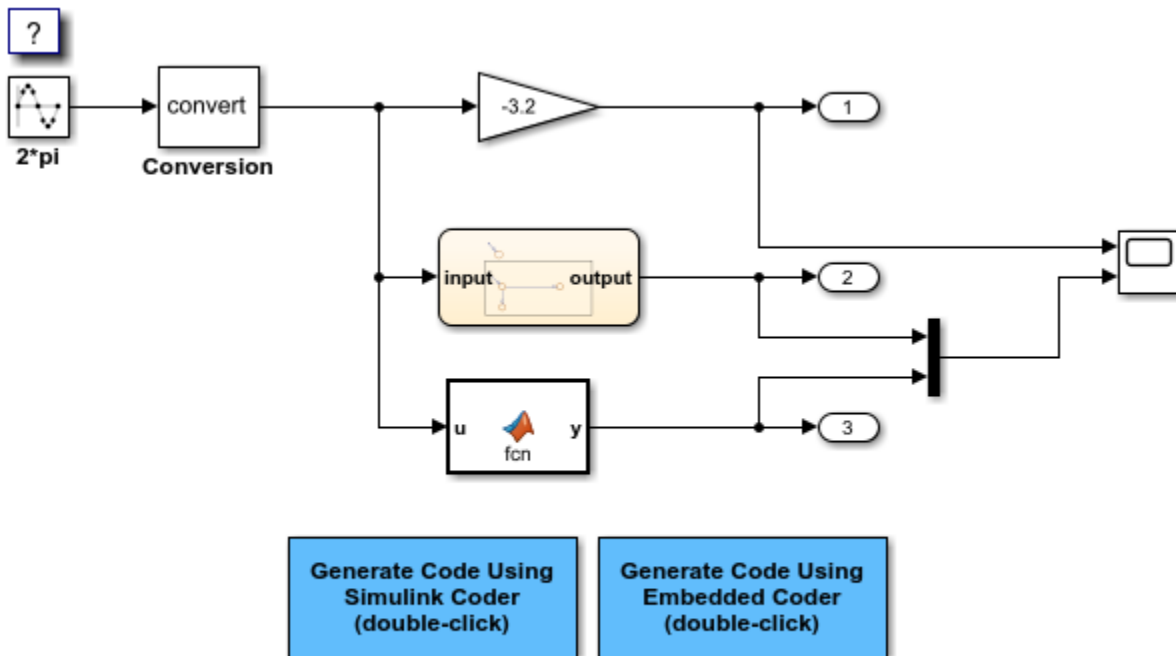 ?
convert
-3.2
1
2*pi
Conversion
input
output
2
u
y
fcn
3
Generate Code Using
Simulink Coder
(double-click)
Generate Code Using
Embedded Coder
(double-click)